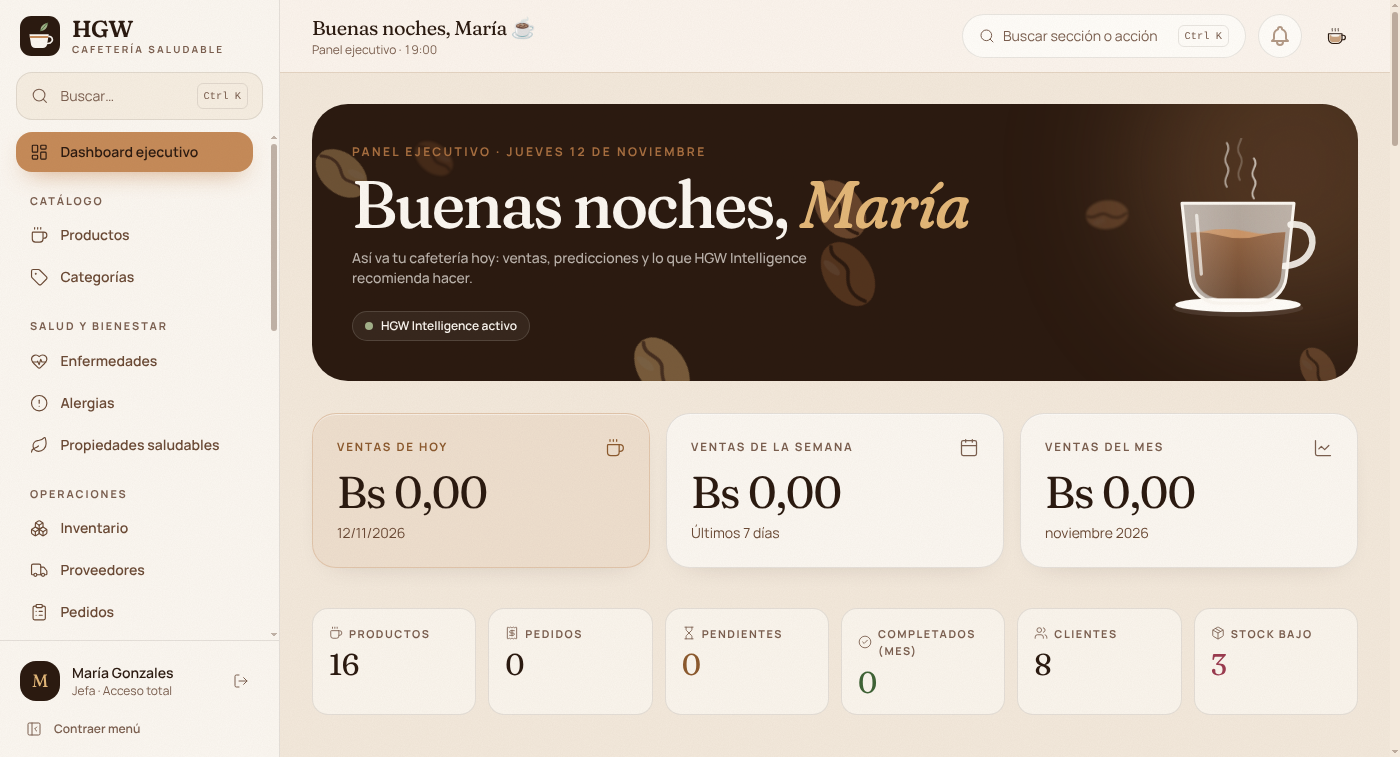 HGW
CAFETERÍA SALUDABLE
Buscar…
Ctrl K
Dashboard ejecutivo
CATÁLOGO
Productos
Categorías
SALUD Y BIENESTAR
Enfermedades
Alergias
Propiedades saludables
OPERACIONES
Inventario
Proveedores
Pedidos
M
María Gonzales
Jefa · Acceso total
Contraer menú
Buenas noches, María ☕
Panel ejecutivo · 19:00
Buscar sección o acción
Ctrl K
PANEL EJECUTIVO · JUEVES 12 DE NOVIEMBRE
Buenas noches, María
Así va tu cafetería hoy: ventas, predicciones y lo que HGW Intelligence
recomienda hacer.
HGW Intelligence activo
VENTAS DE HOY
Bs 0,00
12/11/2026
VENTAS DE LA SEMANA
Bs 0,00
Últimos 7 días
VENTAS DEL MES
Bs 0,00
noviembre 2026
PRODUCTOS
16
PEDIDOS
0
PENDIENTES
0
COMPLETADOS
(MES)
0
CLIENTES
8
STOCK BAJO
3